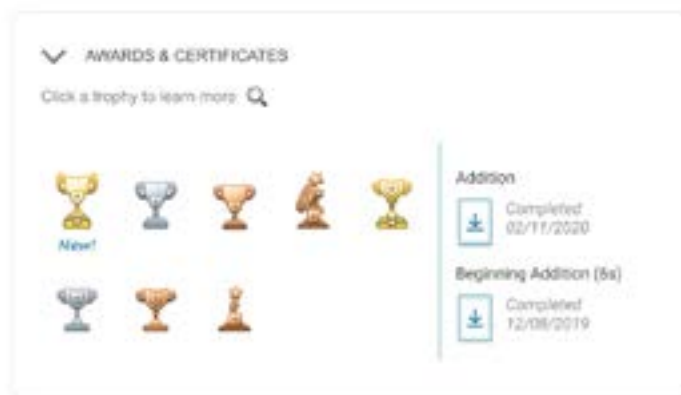 AWARDS & CERTIFICATES
Click a trophy to learn more
New!
Addition
Completed
02/11/2020
Beginning Addition (6s)
Completed
12/08/2019